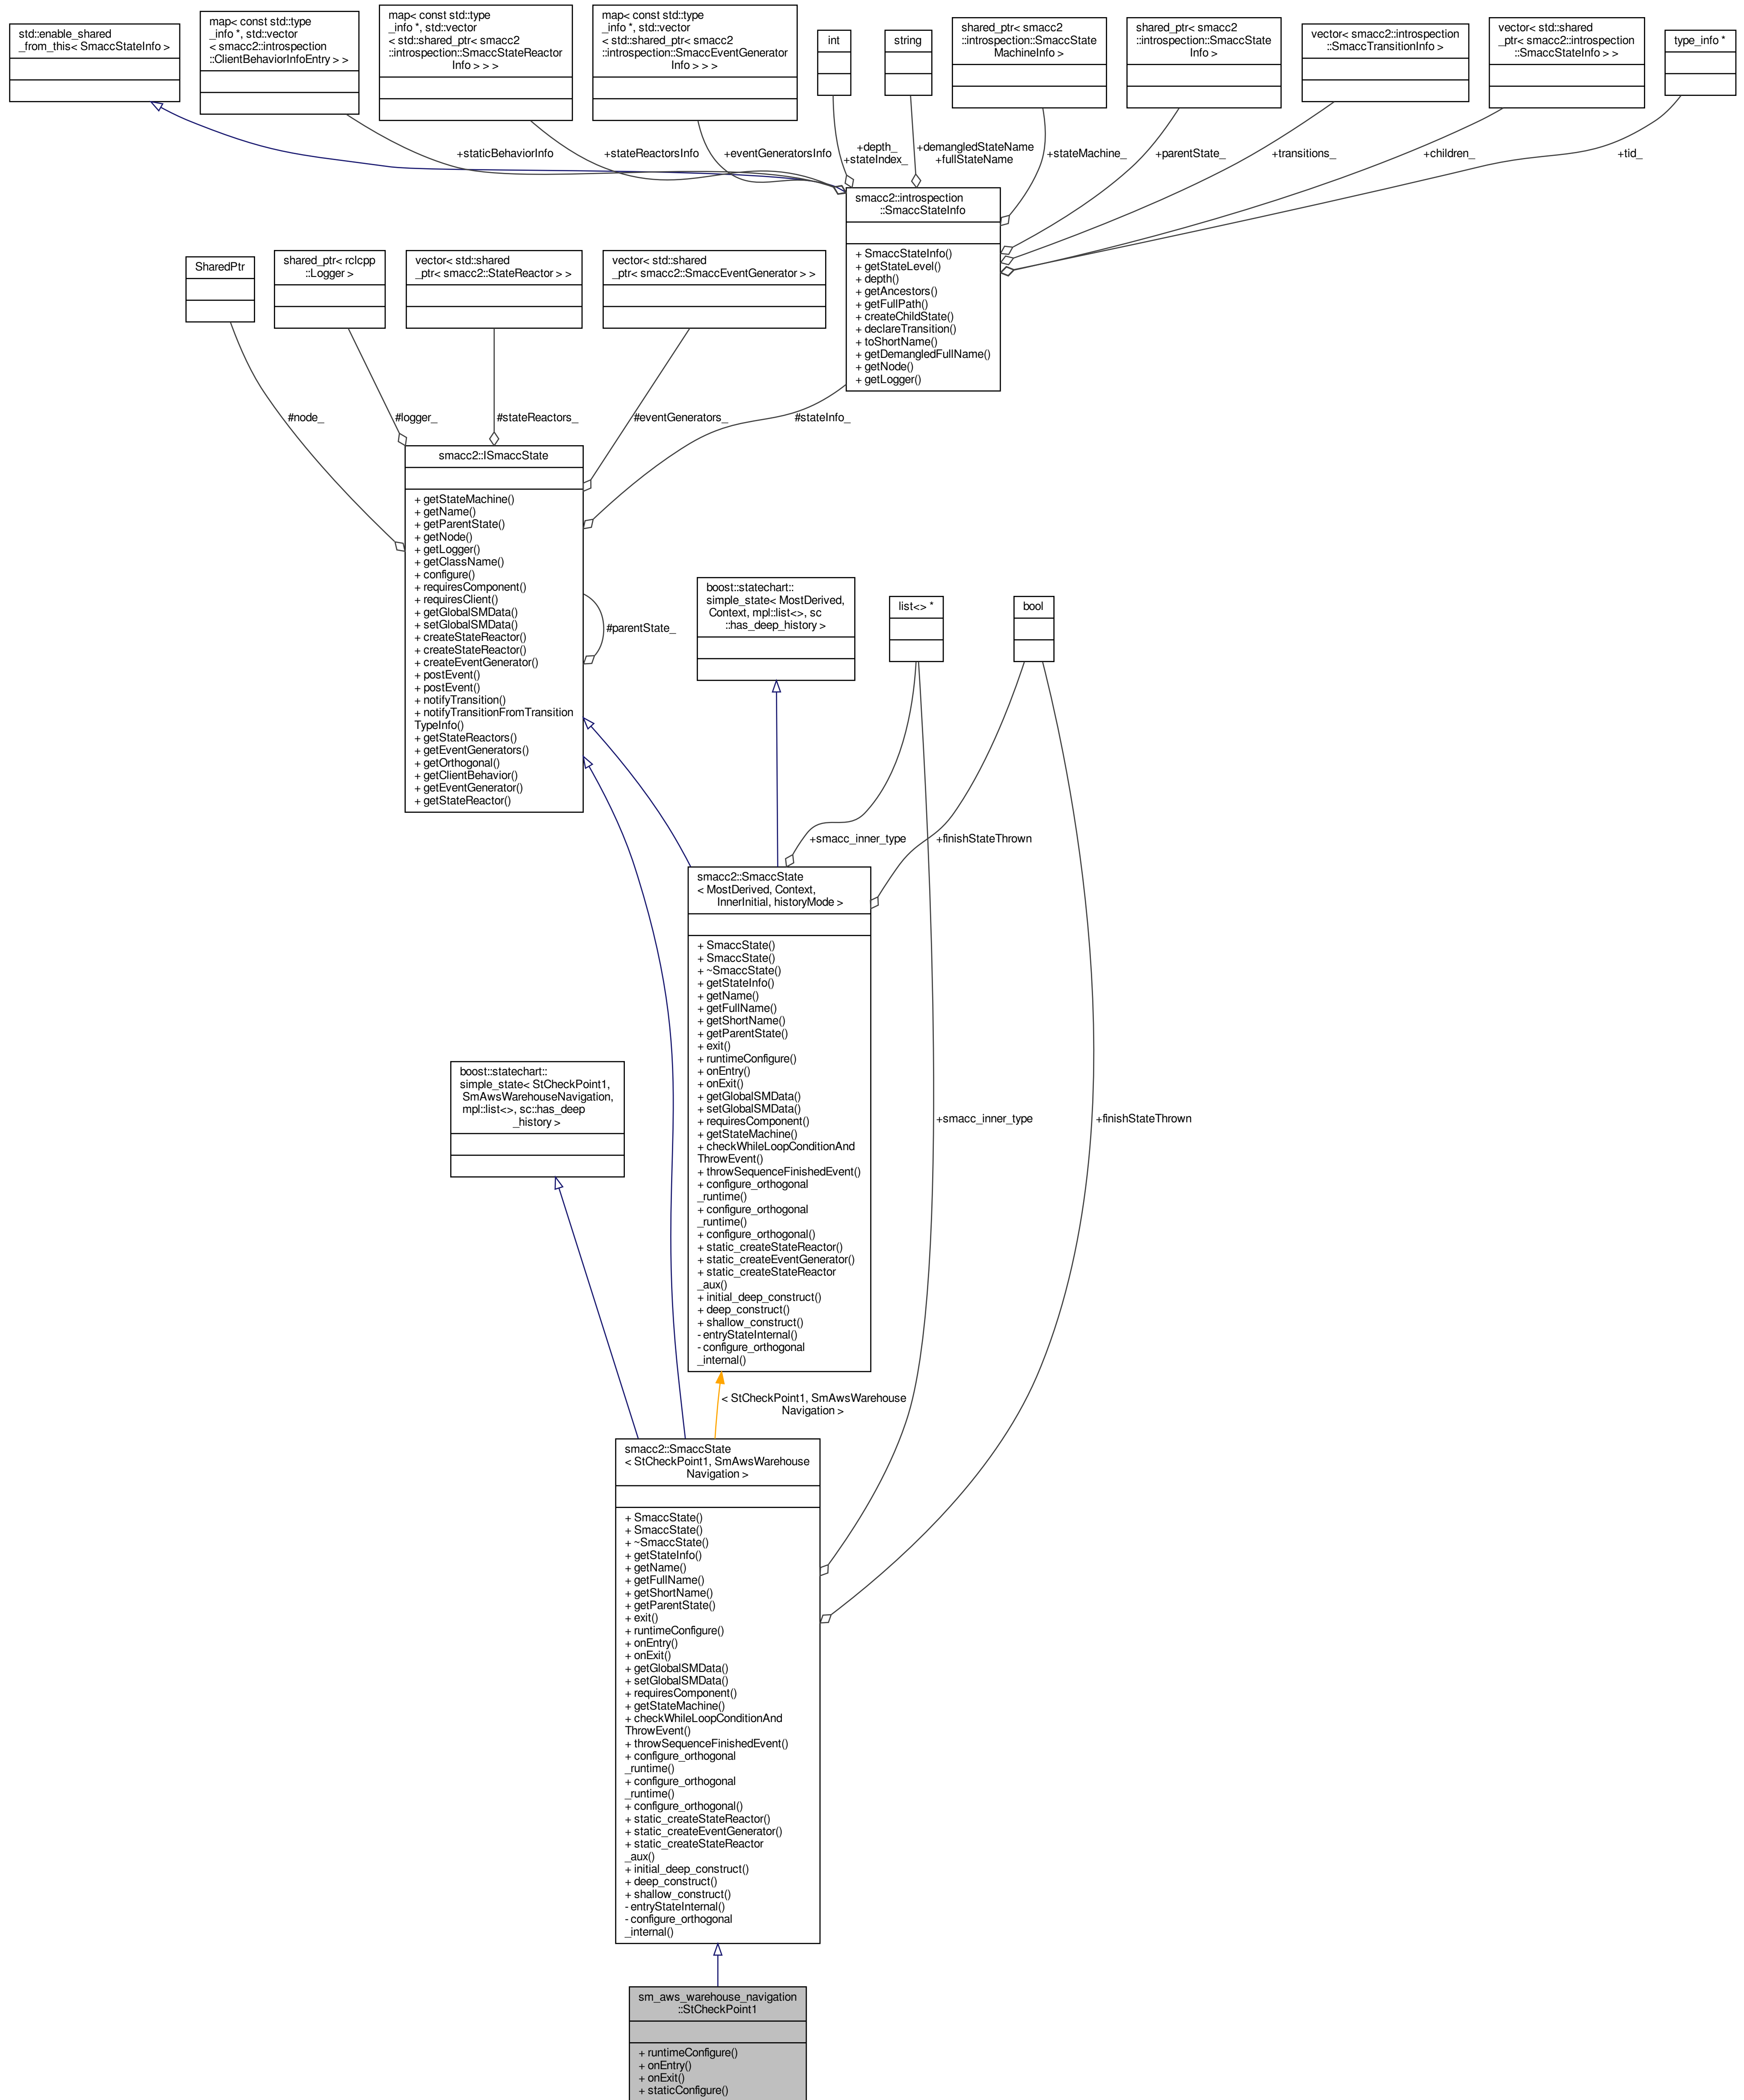 std::enable_shared
_from_this< SmaccStateInfo >
map< const std::type
_info *, std::vector
< smacc2::introspection
::ClientBehaviorInfoEntry > >
map< const std::type
_info *, std::vector
< std::shared_ptr< smacc2
::introspection::SmaccStateReactor
Info > > >
map< const std::type
_info *, std::vector
< std::shared_ptr< smacc2
::introspection::SmaccEventGenerator
Info > > >
int
string
shared_ptr< smacc2
::introspection::SmaccState
MachineInfo >
shared_ptr< smacc2
::introspection::SmaccState
Info >
vector< smacc2::introspection
::SmaccTransitionInfo >
vector< std::shared
_ptr< smacc2::introspection
::SmaccStateInfo > >
type_info *
+staticBehaviorInfo
+stateReactorsInfo
+eventGeneratorsInfo
+depth_
+stateIndex_
+demangledStateName
+fullStateName
+stateMachine_
+parentState_
+transitions_
+children_
+tid_
smacc2::introspection
::SmaccStateInfo
+ SmaccStateInfo()
+ getStateLevel()
+ depth()
+ getAncestors()
+ getFullPath()
+ createChildState()
+ declareTransition()
+ toShortName()
+ getDemangledFullName()
+ getNode()
+ getLogger()
SharedPtr
shared_ptr< rclcpp
::Logger >
vector< std::shared
_ptr< smacc2::StateReactor > >
vector< std::shared
_ptr< smacc2::SmaccEventGenerator > >
#node_
#logger_
#stateReactors_
#eventGenerators_
#stateInfo_
smacc2::ISmaccState
+ getStateMachine()
+ getName()
+ getParentState()
+ getNode()
+ getLogger()
+ getClassName()
+ configure()
+ requiresComponent()
+ requiresClient()
+ getGlobalSMData()
+ setGlobalSMData()
+ createStateReactor()
+ createStateReactor()
+ createEventGenerator()
+ postEvent()
+ postEvent()
+ notifyTransition()
+ notifyTransitionFromTransition
TypeInfo()
+ getStateReactors()
+ getEventGenerators()
+ getOrthogonal()
+ getClientBehavior()
+ getEventGenerator()
+ getStateReactor()
#parentState_
boost::statechart::
simple_state< MostDerived,
Context, mpl::list<>, sc
::has_deep_history >
list<> *
bool
+smacc_inner_type
+finishStateThrown
smacc2::SmaccState
< MostDerived, Context,
InnerInitial, historyMode >
+ SmaccState()
+ SmaccState()
+ ~SmaccState()
+ getStateInfo()
+ getName()
+ getFullName()
+ getShortName()
+ getParentState()
+ exit()
+ runtimeConfigure()
+ onEntry()
+ onExit()
+ getGlobalSMData()
+ setGlobalSMData()
+ requiresComponent()
+ getStateMachine()
+ checkWhileLoopConditionAnd
ThrowEvent()
+ throwSequenceFinishedEvent()
+ configure_orthogonal
_runtime()
+ configure_orthogonal
_runtime()
+ configure_orthogonal()
+ static_createStateReactor()
+ static_createEventGenerator()
+ static_createStateReactor
_aux()
+ initial_deep_construct()
+ deep_construct()
+ shallow_construct()
- entryStateInternal()
- configure_orthogonal
_internal()
boost::statechart::
simple_state< StCheckPoint1,
SmAwsWarehouseNavigation,
mpl::list<>, sc::has_deep
_history >
+smacc_inner_type
+finishStateThrown
< StCheckPoint1, SmAwsWarehouse
Navigation >
smacc2::SmaccState
< StCheckPoint1, SmAwsWarehouse
Navigation >
+ SmaccState()
+ SmaccState()
+ ~SmaccState()
+ getStateInfo()
+ getName()
+ getFullName()
+ getShortName()
+ getParentState()
+ exit()
+ runtimeConfigure()
+ onEntry()
+ onExit()
+ getGlobalSMData()
+ setGlobalSMData()
+ requiresComponent()
+ getStateMachine()
+ checkWhileLoopConditionAnd
ThrowEvent()
+ throwSequenceFinishedEvent()
+ configure_orthogonal
_runtime()
+ configure_orthogonal
_runtime()
+ configure_orthogonal()
+ static_createStateReactor()
+ static_createEventGenerator()
+ static_createStateReactor
_aux()
+ initial_deep_construct()
+ deep_construct()
+ shallow_construct()
- entryStateInternal()
- configure_orthogonal
_internal()
sm_aws_warehouse_navigation
::StCheckPoint1
+ runtimeConfigure()
+ onEntry()
+ onExit()
+ staticConfigure()